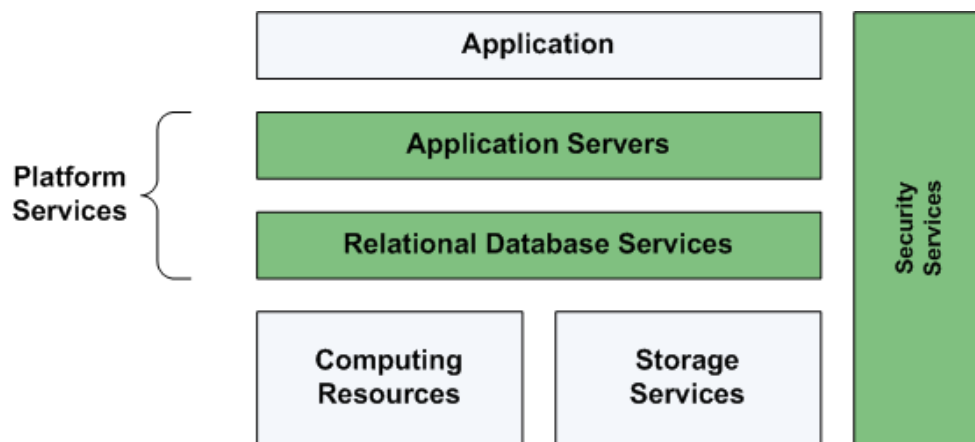 Application
Application Servers
Platform
Services
Relational Database Services
Computing
Resources
Storage
Services
Security
Services